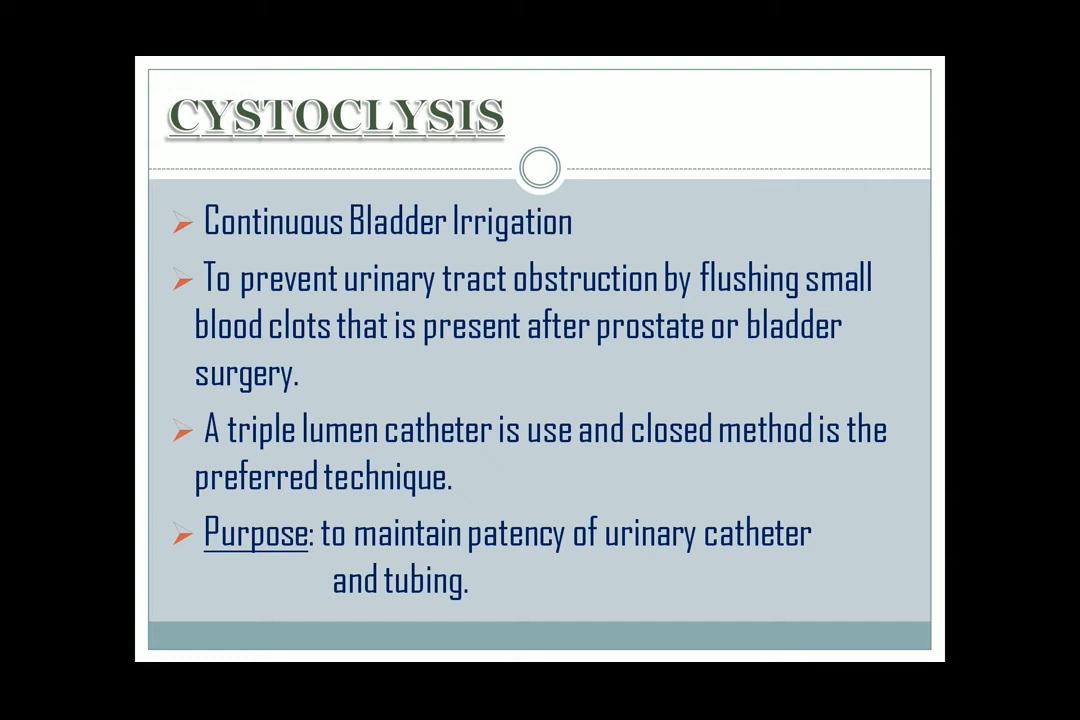 CYSTOCLYSIS
Continuous Bladder Irrigation
To prevent urinary tract obstruction by flushing small
blood clots that is present after prostate or bladder
surgery.
A triple lumen catheter is use and closed method is the
preferred technique.
Purpose: to maintain patency of urinary catheter
and tubing.